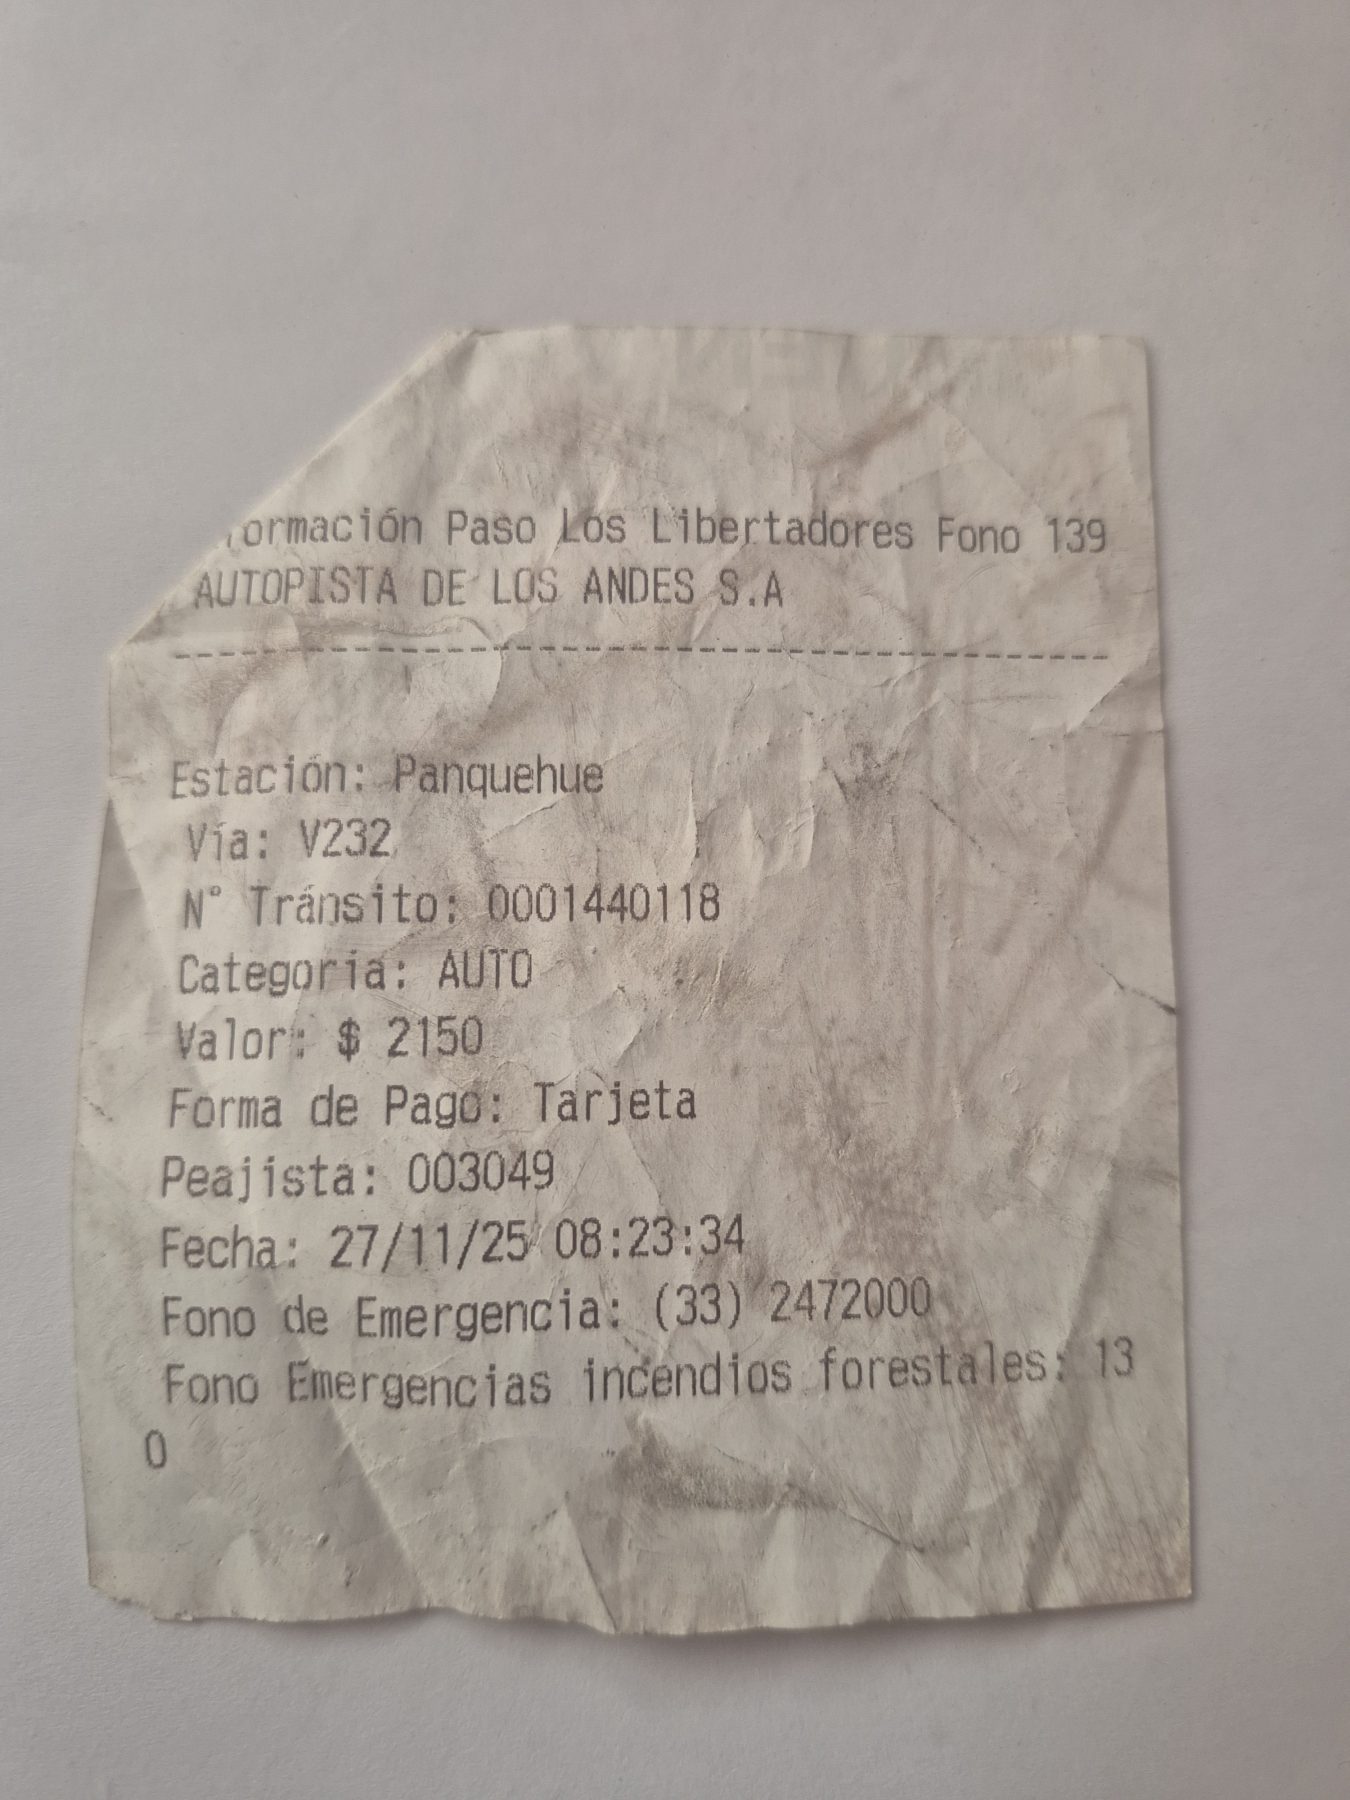 formación Paso Los Libertadores Fono 139
AUTOPISTA DE LOS ANDES S.A
----------------------------------------
Estación: Panquehue
Vía: V232
N° Tránsito: 0001440118
Categoria: AUTO
Valor: $ 2150
Forma de Pago: Tarjeta
Peajista: 003049
Fecha: 27/11/25 08:23:34
Fono de Emergencia: (33) 2472000
Fono Emergencias incendios forestales: 13
0